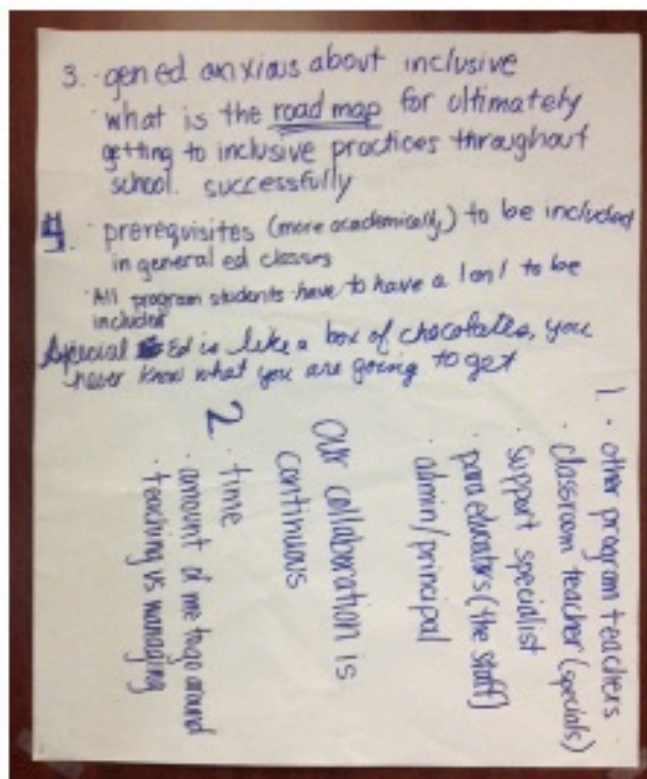 3. · gen ed anxious about inclusive
· what is the road map for ultimately
getting to inclusive practices throughout
school. successfully
4. · prerequisites (more academically) to be included
in general ed classes
· All program students have to have a 1 on 1 to be
included
Special Ed is like a box of chocolates, you
never know what you are going to get
1. · other program teachers
· classroom teacher (specials)
· support specialist
· para educators (the staff)
· admin/principal
Our collaboration is
continuous
2. · time
· amount of me to go around
· teaching vs managing